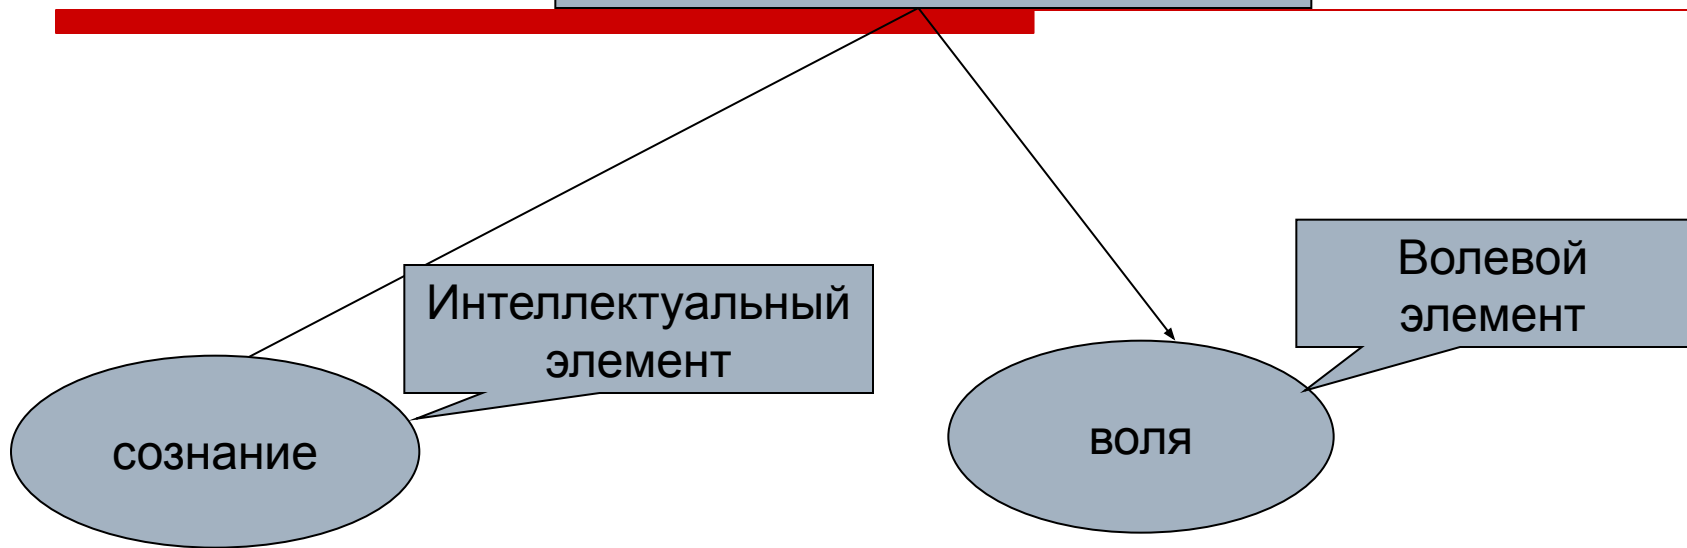 Интеллектуальный
элемент
Волевой
элемент
сознание
воля